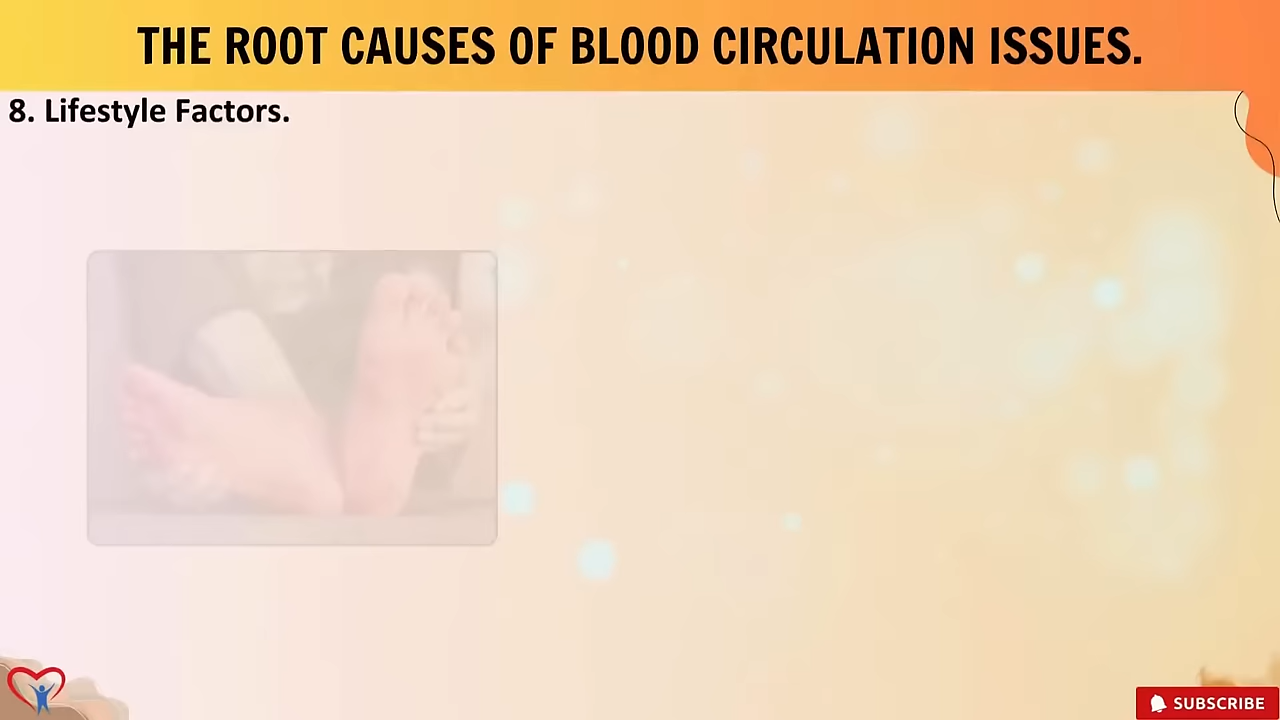 THE ROOT CAUSES OF BLOOD CIRCULATION ISSUES.
8. Lifestyle Factors.
SUBSCRIBE